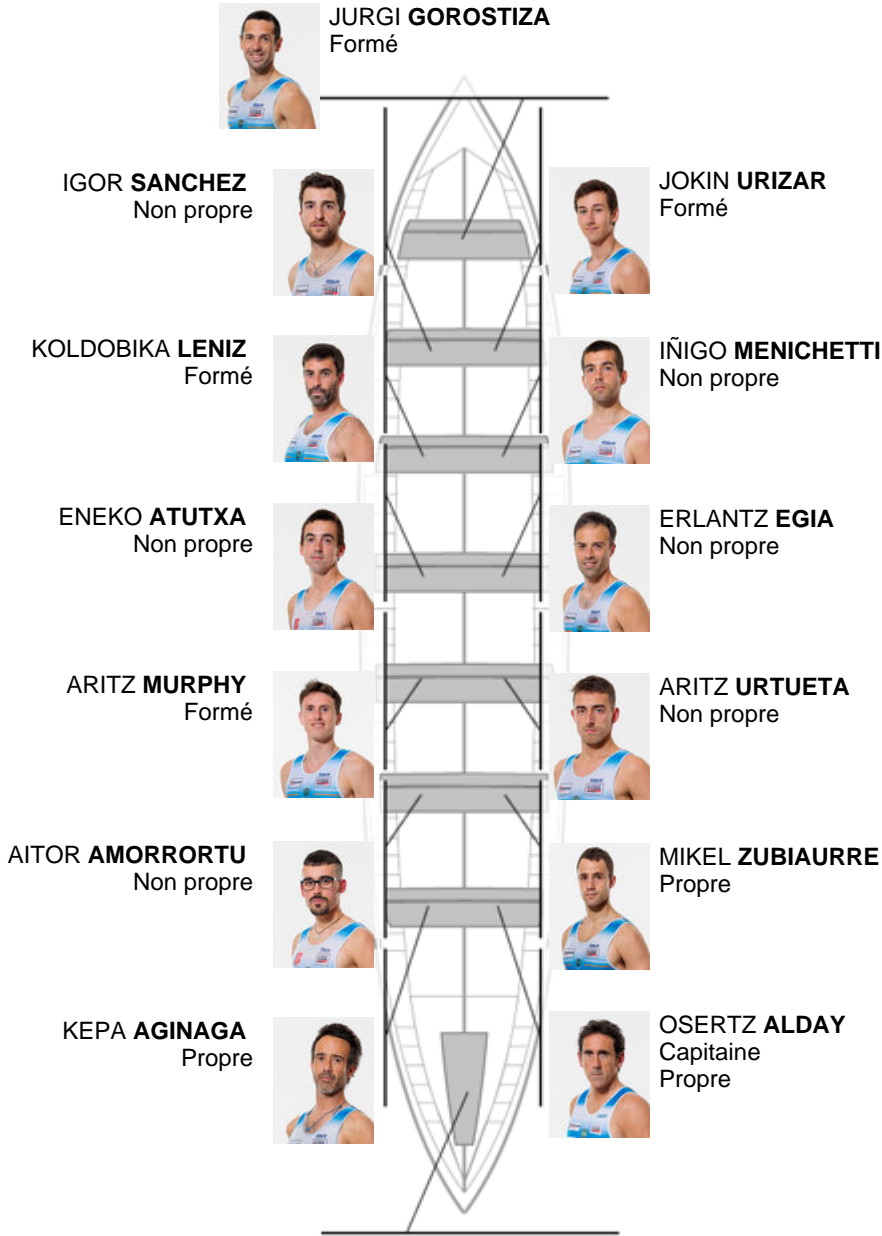 JURGI GOROSTIZA
Formé
IGOR SANCHEZ
Non propre
JOKIN URIZAR
Formé
KOLDOBIKA LENIZ
Formé
IÑIGO MENICHETTI
Non propre
ENEKO ATUTXA
Non propre
ERLANTZ EGIA
Non propre
ARITZ MURPHY
Formé
ARITZ URTUETA
Non propre
AITOR AMORRORTU
Non propre
MIKEL ZUBIAURRE
Propre
KEPA AGINAGA
Propre
OSERTZ ALDAY
Capitaine
Propre